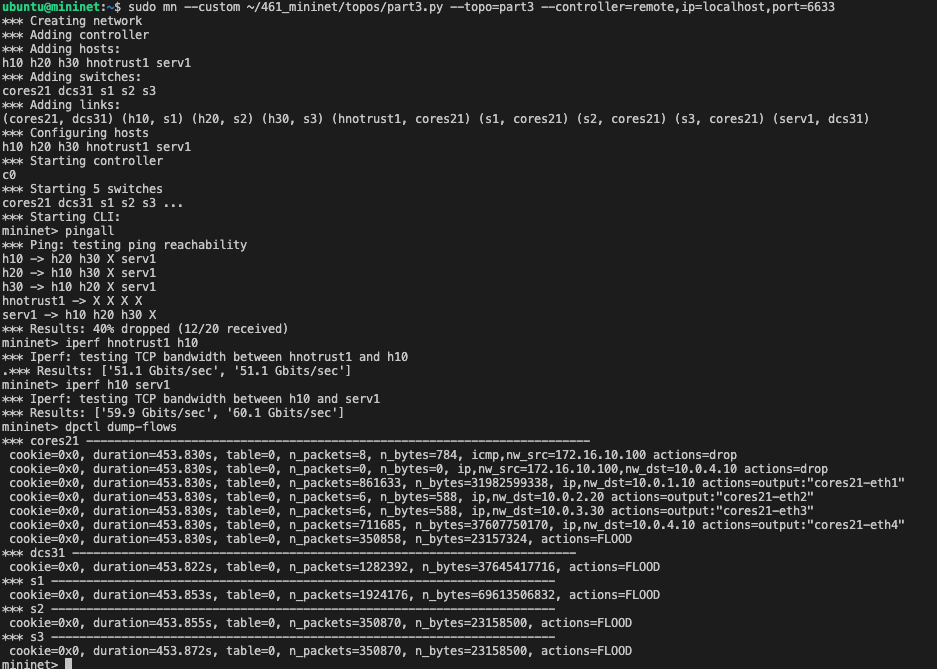 ubuntu@mininet:~$ sudo mn --custom ~/461_mininet/topos/part3.py --topo=part3 --controller=remote,ip=localhost,port=6633
*** Creating network
*** Adding controller
*** Adding hosts:
h10 h20 h30 hnotrust1 serv1
*** Adding switches:
cores21 dcs31 s1 s2 s3
*** Adding links:
(cores21, dcs31) (h10, s1) (h20, s2) (h30, s3) (hnotrust1, cores21) (s1, cores21) (s2, cores21) (s3, cores21) (serv1, dcs31)
*** Configuring hosts
h10 h20 h30 hnotrust1 serv1
*** Starting controller
c0
*** Starting 5 switches
cores21 dcs31 s1 s2 s3 ...
*** Starting CLI:
mininet> pingall
*** Ping: testing ping reachability
h10 -> h20 h30 X serv1
h20 -> h10 h30 X serv1
h30 -> h10 h20 X serv1
hnotrust1 -> X X X X
serv1 -> h10 h20 h30 X
*** Results: 40% dropped (12/20 received)
mininet> iperf hnotrust1 h10
*** Iperf: testing TCP bandwidth between hnotrust1 and h10
.*** Results: ['51.1 Gbits/sec', '51.1 Gbits/sec']
mininet> iperf h10 serv1
*** Iperf: testing TCP bandwidth between h10 and serv1
*** Results: ['59.9 Gbits/sec', '60.1 Gbits/sec']
mininet> dpctl dump-flows
*** cores21 ------------------------------------------------------------------------
 cookie=0x0, duration=453.830s, table=0, n_packets=8, n_bytes=784, icmp,nw_src=172.16.10.100 actions=drop
 cookie=0x0, duration=453.830s, table=0, n_packets=0, n_bytes=0, ip,nw_src=172.16.10.100,nw_dst=10.0.4.10 actions=drop
 cookie=0x0, duration=453.830s, table=0, n_packets=861633, n_bytes=31982599338, ip,nw_dst=10.0.1.10 actions=output:"cores21-eth1"
 cookie=0x0, duration=453.830s, table=0, n_packets=6, n_bytes=588, ip,nw_dst=10.0.2.20 actions=output:"cores21-eth2"
 cookie=0x0, duration=453.830s, table=0, n_packets=6, n_bytes=588, ip,nw_dst=10.0.3.30 actions=output:"cores21-eth3"
 cookie=0x0, duration=453.830s, table=0, n_packets=711685, n_bytes=37607750170, ip,nw_dst=10.0.4.10 actions=output:"cores21-eth4"
 cookie=0x0, duration=453.830s, table=0, n_packets=350858, n_bytes=23157324, actions=FLOOD
*** dcs31 ------------------------------------------------------------------------
 cookie=0x0, duration=453.822s, table=0, n_packets=1282392, n_bytes=37645417716, actions=FLOOD
*** s1 ------------------------------------------------------------------------
 cookie=0x0, duration=453.853s, table=0, n_packets=1924176, n_bytes=69613506832, actions=FLOOD
*** s2 ------------------------------------------------------------------------
 cookie=0x0, duration=453.855s, table=0, n_packets=350870, n_bytes=23158500, actions=FLOOD
*** s3 ------------------------------------------------------------------------
 cookie=0x0, duration=453.872s, table=0, n_packets=350870, n_bytes=23158500, actions=FLOOD
mininet>